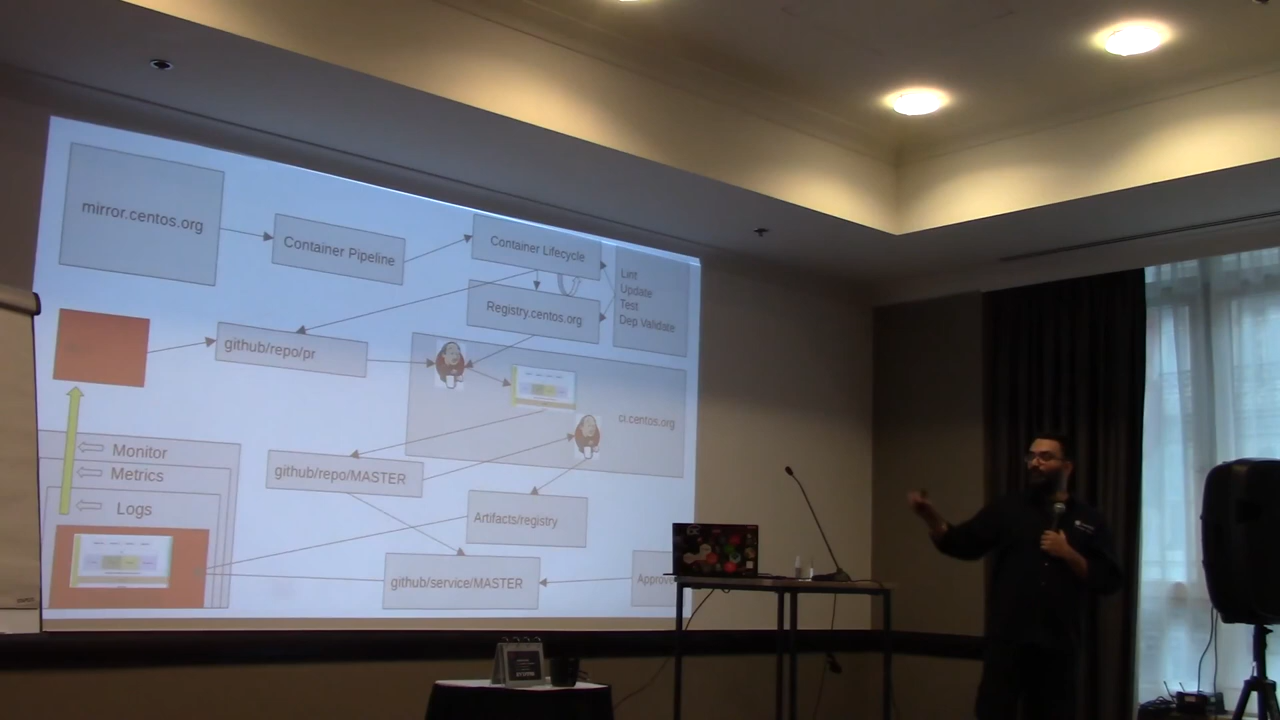 mirror.centos.org
Container Pipeline
Container Lifecycle
Lint
Update
Test
Dep Validate
Registry.centos.org
github/repo/pr
ci.centos.org
Monitor
Metrics
Logs
github/repo/MASTER
Artifacts/registry
github/service/MASTER
Approve